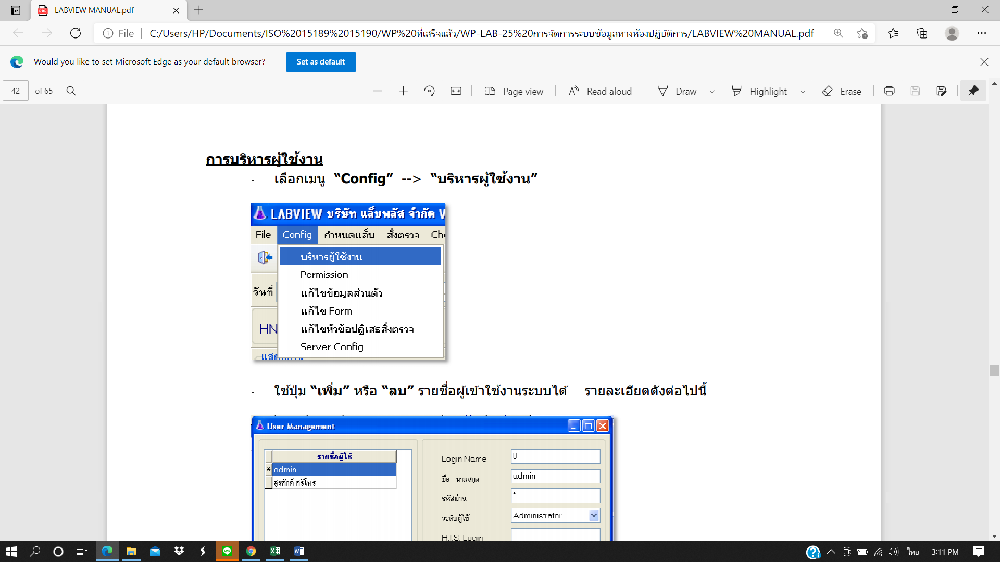 LABVIEW MANUAL.pdf
File
C:/Users/HP/Documents/ISO%2015189%2015190/WP%20ที่เสร็จแล้ว/WP-LAB-25%20การจัดการระบบข้อมูลทางห้องปฏิบัติการ/LABVIEW%20MANUAL.pdf
Would you like to set Microsoft Edge as your default browser?
Set as default
42 of 65
Page view
Read aloud
Draw
Highlight
Erase
การบริหารผู้ใช้งาน
- เลือกเมนู “Config” --> “บริหารผู้ใช้งาน”
LABVIEW บริษัท แล็บพลัส จำกัด
File Config กำหนดแล็บ สั่งตรวจ
บริหารผู้ใช้งาน
Permission
วันที่
แก้ไขข้อมูลส่วนตัว
แก้ไข Form
HN
แก้ไขหัวข้อปฏิเสธสิ่งตรวจ
Server Config
- ใช้ปุ่ม “เพิ่ม” หรือ “ลบ” รายชื่อผู้เข้าใช้งานระบบได้ รายละเอียดดังต่อไปนี้
User Management
รายชื่อผู้ใช้
* admin
สุรศักดิ์ ศรีโหร
Login Name 0
ชื่อ - นามสกุล admin
รหัสผ่าน *
ระดับผู้ใช้ Administrator
H.I.S. Login
ไทย
3:11 PM